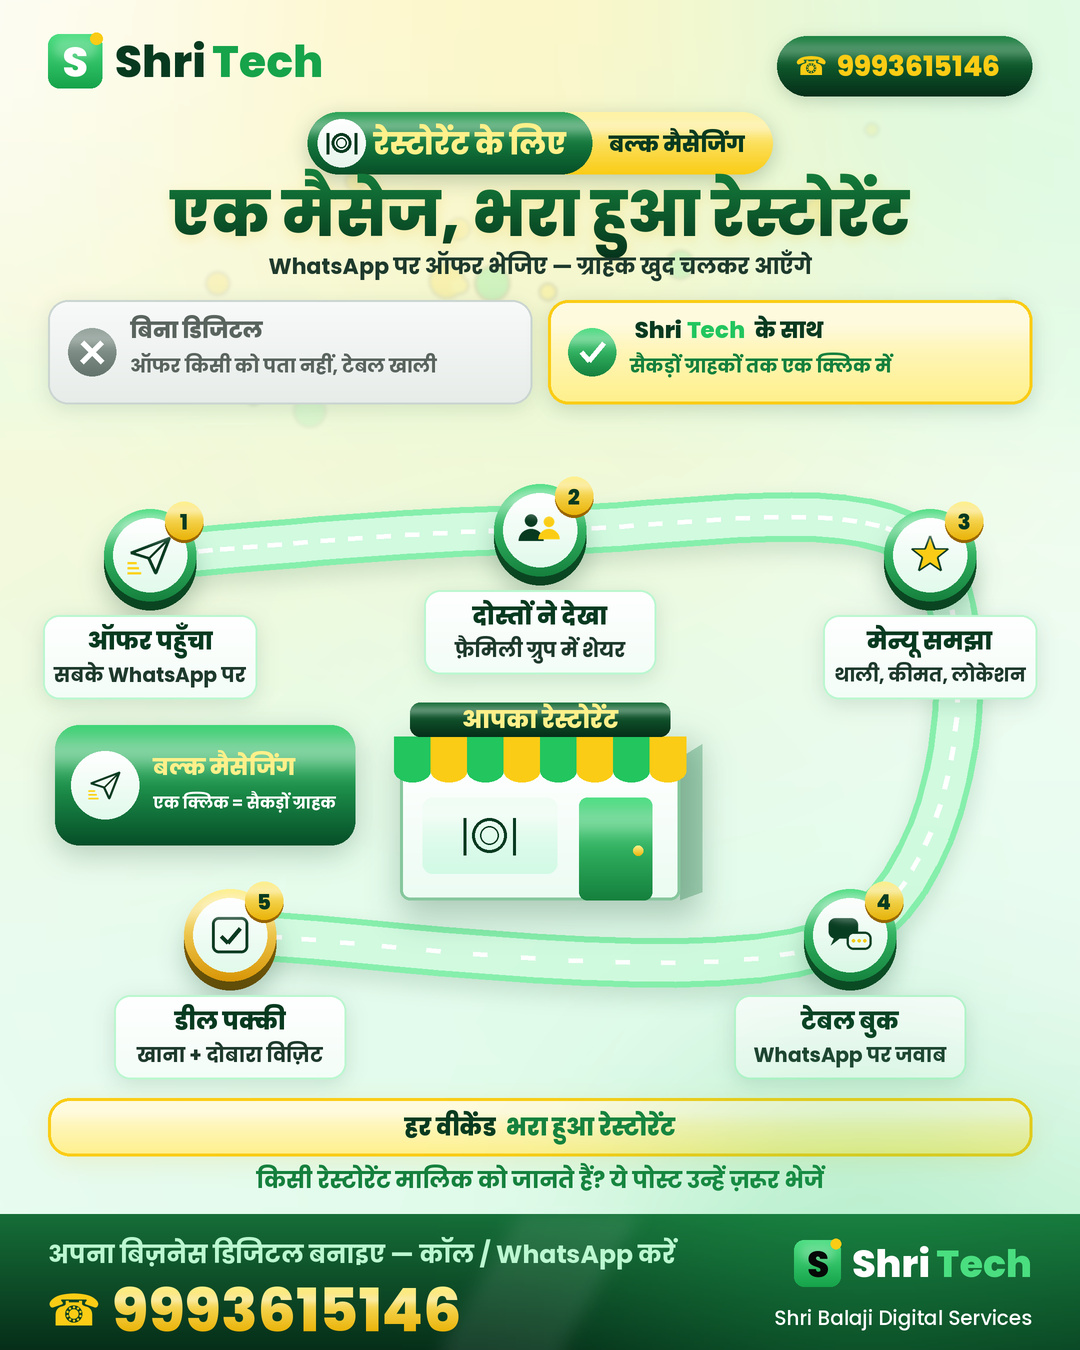 S Shri Tech
☎ 9993615146
रेस्टोरेंट के लिए
बल्क मैसेजिंग
एक मैसेज, भरा हुआ रेस्टोरेंट
WhatsApp पर ऑफर भेजिए — ग्राहक खुद चलकर आएँगे
बिना डिजिटल
ऑफर किसी को पता नहीं, टेबल खाली
Shri Tech के साथ
सैकड़ों ग्राहकों तक एक क्लिक में
1
2
3
ऑफर पहुँचा
सबके WhatsApp पर
दोस्तों ने देखा
फ़ैमिली ग्रुप में शेयर
मेन्यू समझा
थाली, कीमत, लोकेशन
बल्क मैसेजिंग
एक क्लिक = सैकड़ों ग्राहक
आपका रेस्टोरेंट
5
4
डील पक्की
खाना + दोबारा विज़िट
टेबल बुक
WhatsApp पर जवाब
हर वीकेंड भरा हुआ रेस्टोरेंट
किसी रेस्टोरेंट मालिक को जानते हैं? ये पोस्ट उन्हें ज़रूर भेजें
अपना बिज़नेस डिजिटल बनाइए — कॉल / WhatsApp करें
☎ 9993615146
S Shri Tech
Shri Balaji Digital Services